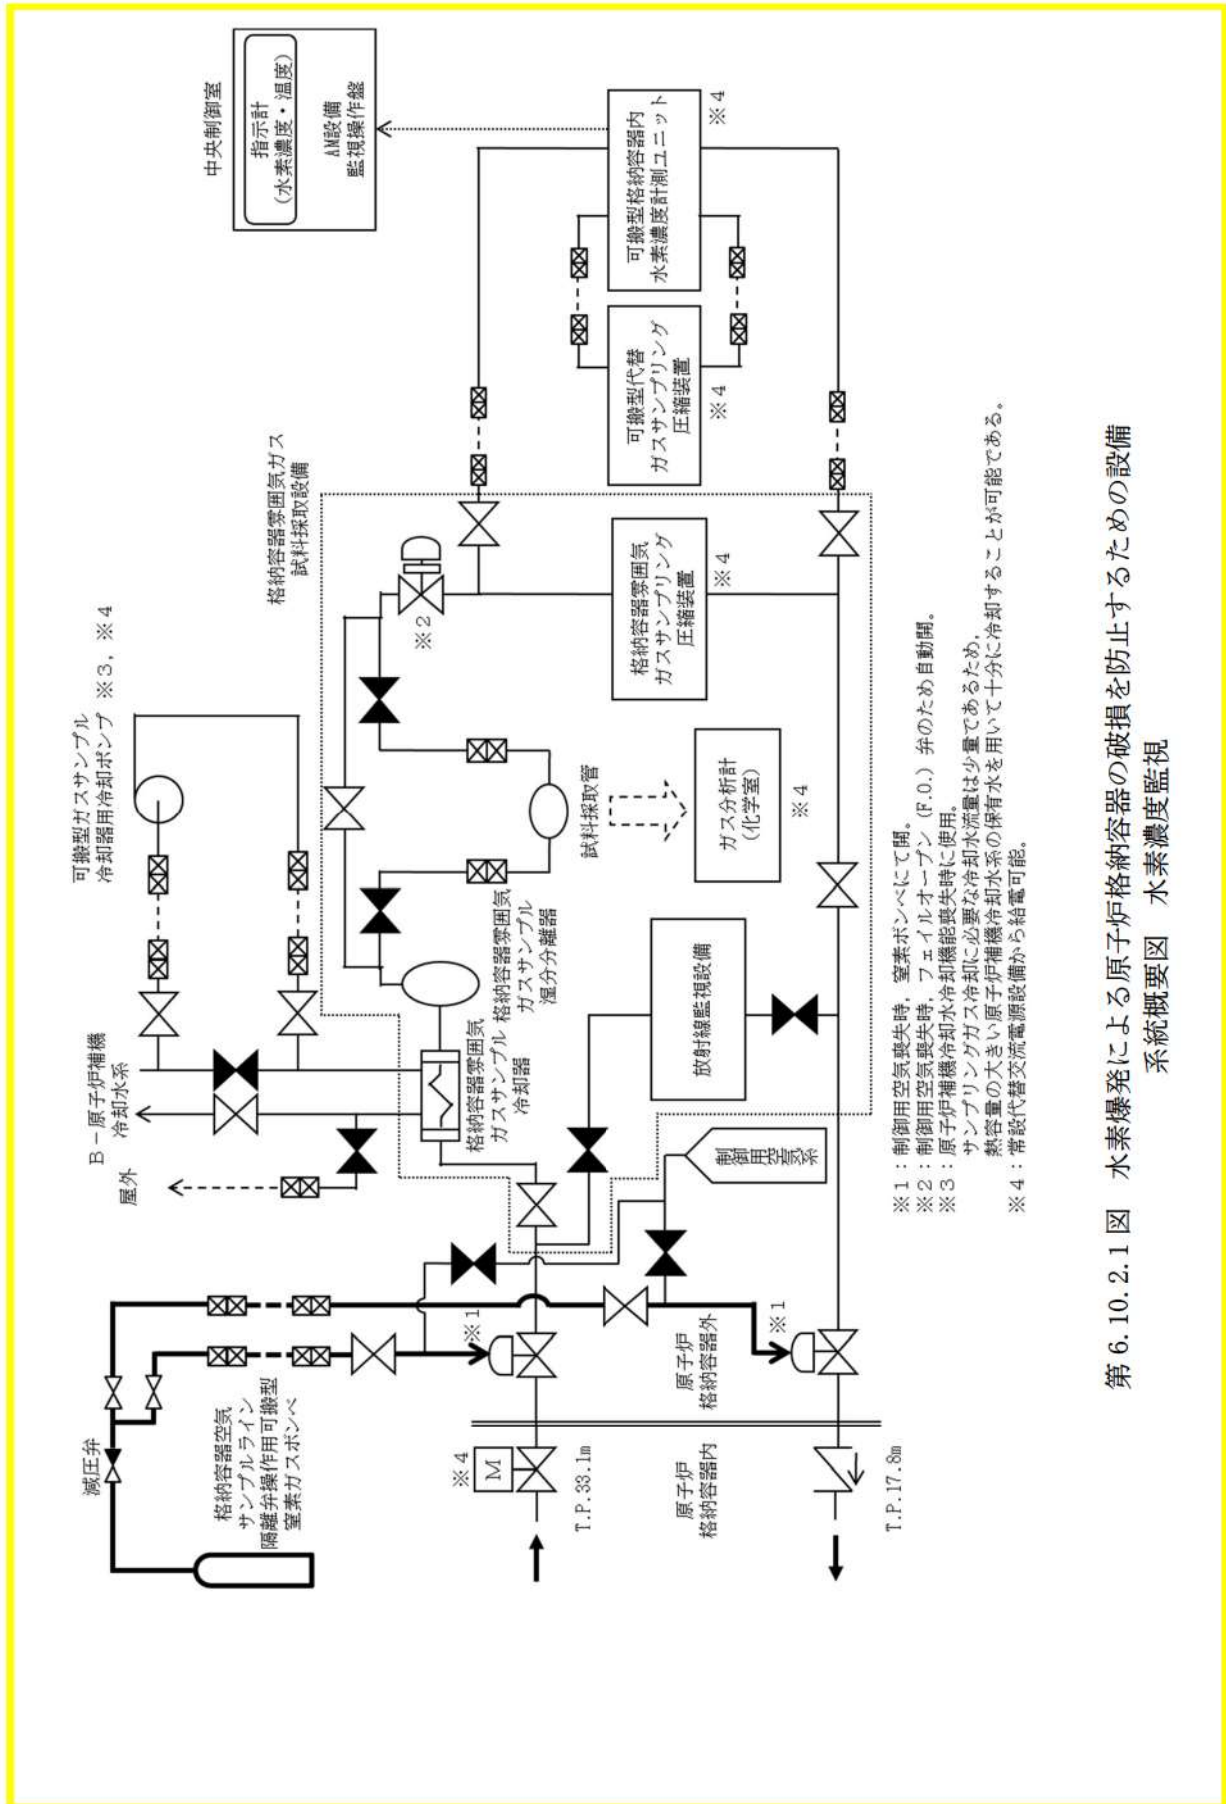 中央制御室
指示計
(水素濃度・温度)
AM設備
監視操作盤
可搬型格納容器内
水素濃度計測ユニット
※4
可搬型代替
ガスサンプリング
圧縮装置
※4
格納容器雰囲気ガス
試料採取設備
※2
格納容器雰囲気
ガスサンプリング
圧縮装置
※4
可搬型ガスサンプル
冷却器用冷却ポンプ ※3, ※4
試料採取管
ガス分析計
(化学室)
※4
格納容器雰囲気
ガスサンプル
湿分分離器
格納容器雰囲気
ガスサンプル
冷却器
放射線監視設備
B-原子炉補機
冷却水系
屋外
制御用空気系
※1
※1
原子炉
格納容器外
原子炉
格納容器内
減圧弁
格納容器空気
サンプルライン
隔離弁操作用可搬型
窒素ガスボンベ
※4
M
T.P.33.1m
T.P.17.8m
※1:制御用空気喪失時,窒素ボンベにて開。
※2:制御用空気喪失時,フェイルオープン(F.O.)弁のため自動開。
※3:原子炉補機冷却水冷却機能喪失時に使用。
サンプリングガス冷却に必要な冷却水流量は少量であるため,
熱容量の大きい原子炉補機冷却水系の保有水を用いて十分に冷却することが可能である。
※4:常設代替交流電源設備から給電可能。
第6.10.2.1図 水素爆発による原子炉格納容器の破損を防止するための設備
系統概要図 水素濃度監視